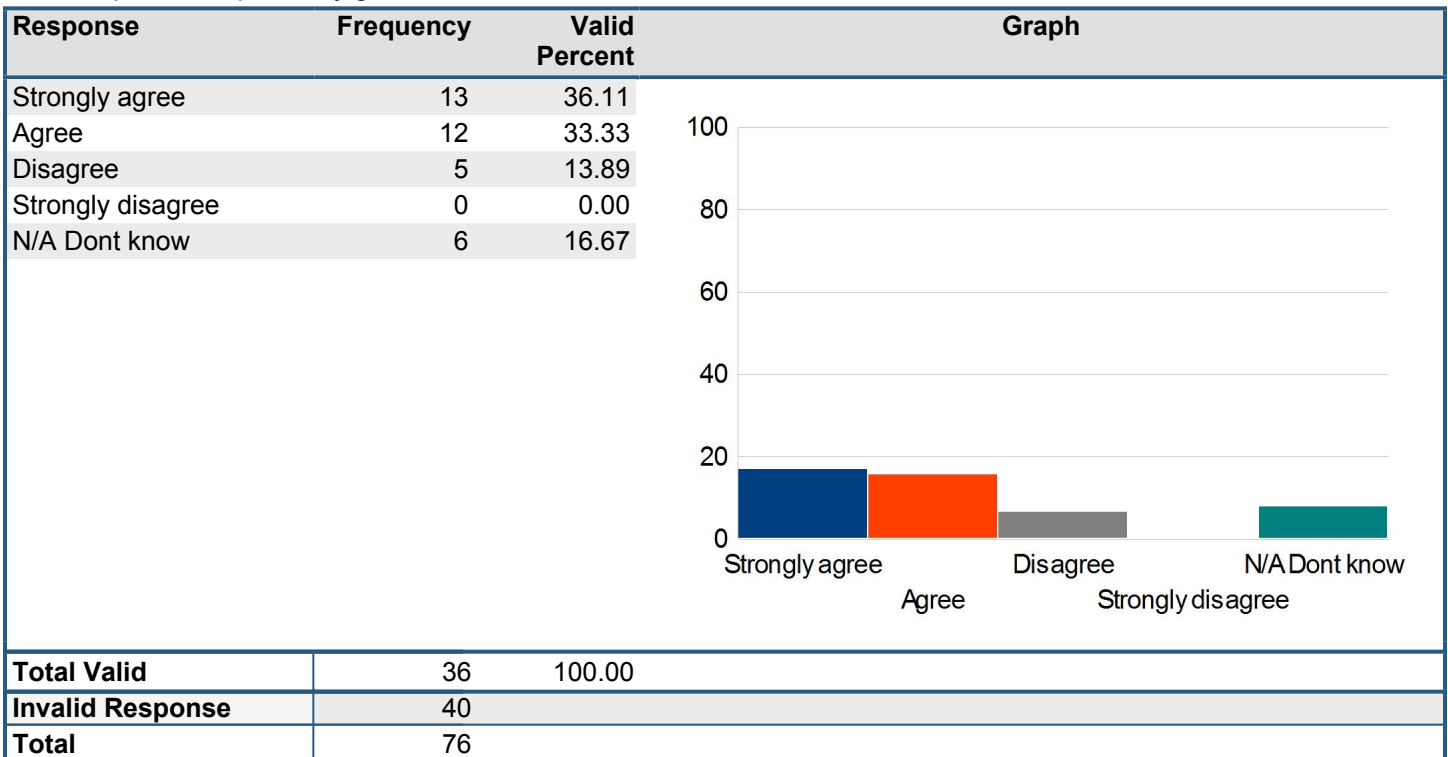 Response Frequency Valid Percent Graph
Strongly agree 13 36.11
Agree 12 33.33
Disagree 5 13.89
Strongly disagree 0 0.00
N/A Dont know 6 16.67
100
80
60
40
20
0
Strongly agree Disagree N/A Dont know
Agree Strongly disagree
Total Valid 36 100.00
Invalid Response 40
Total 76